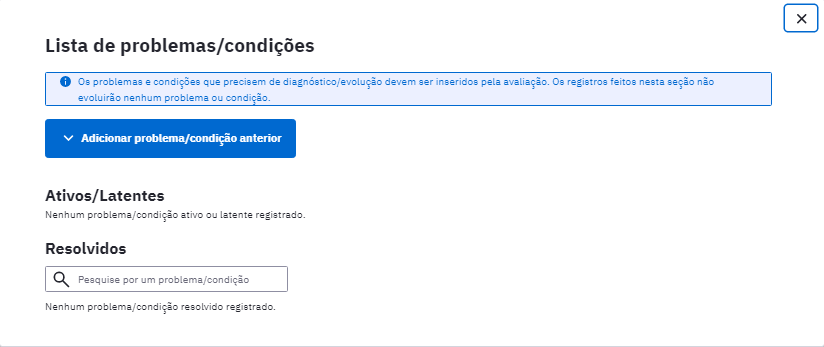 Lista de problemas/condições
Os problemas e condições que precisem de diagnóstico/evolução devem ser inseridos pela avaliação. Os registros feitos nesta seção não
evoluirão nenhum problema ou condição.
Adicionar problema/condição anterior
Ativos/Latentes
Nenhum problema/condição ativo ou latente registrado.
Resolvidos
Pesquise por um problema/condição
Nenhum problema/condição resolvido registrado.